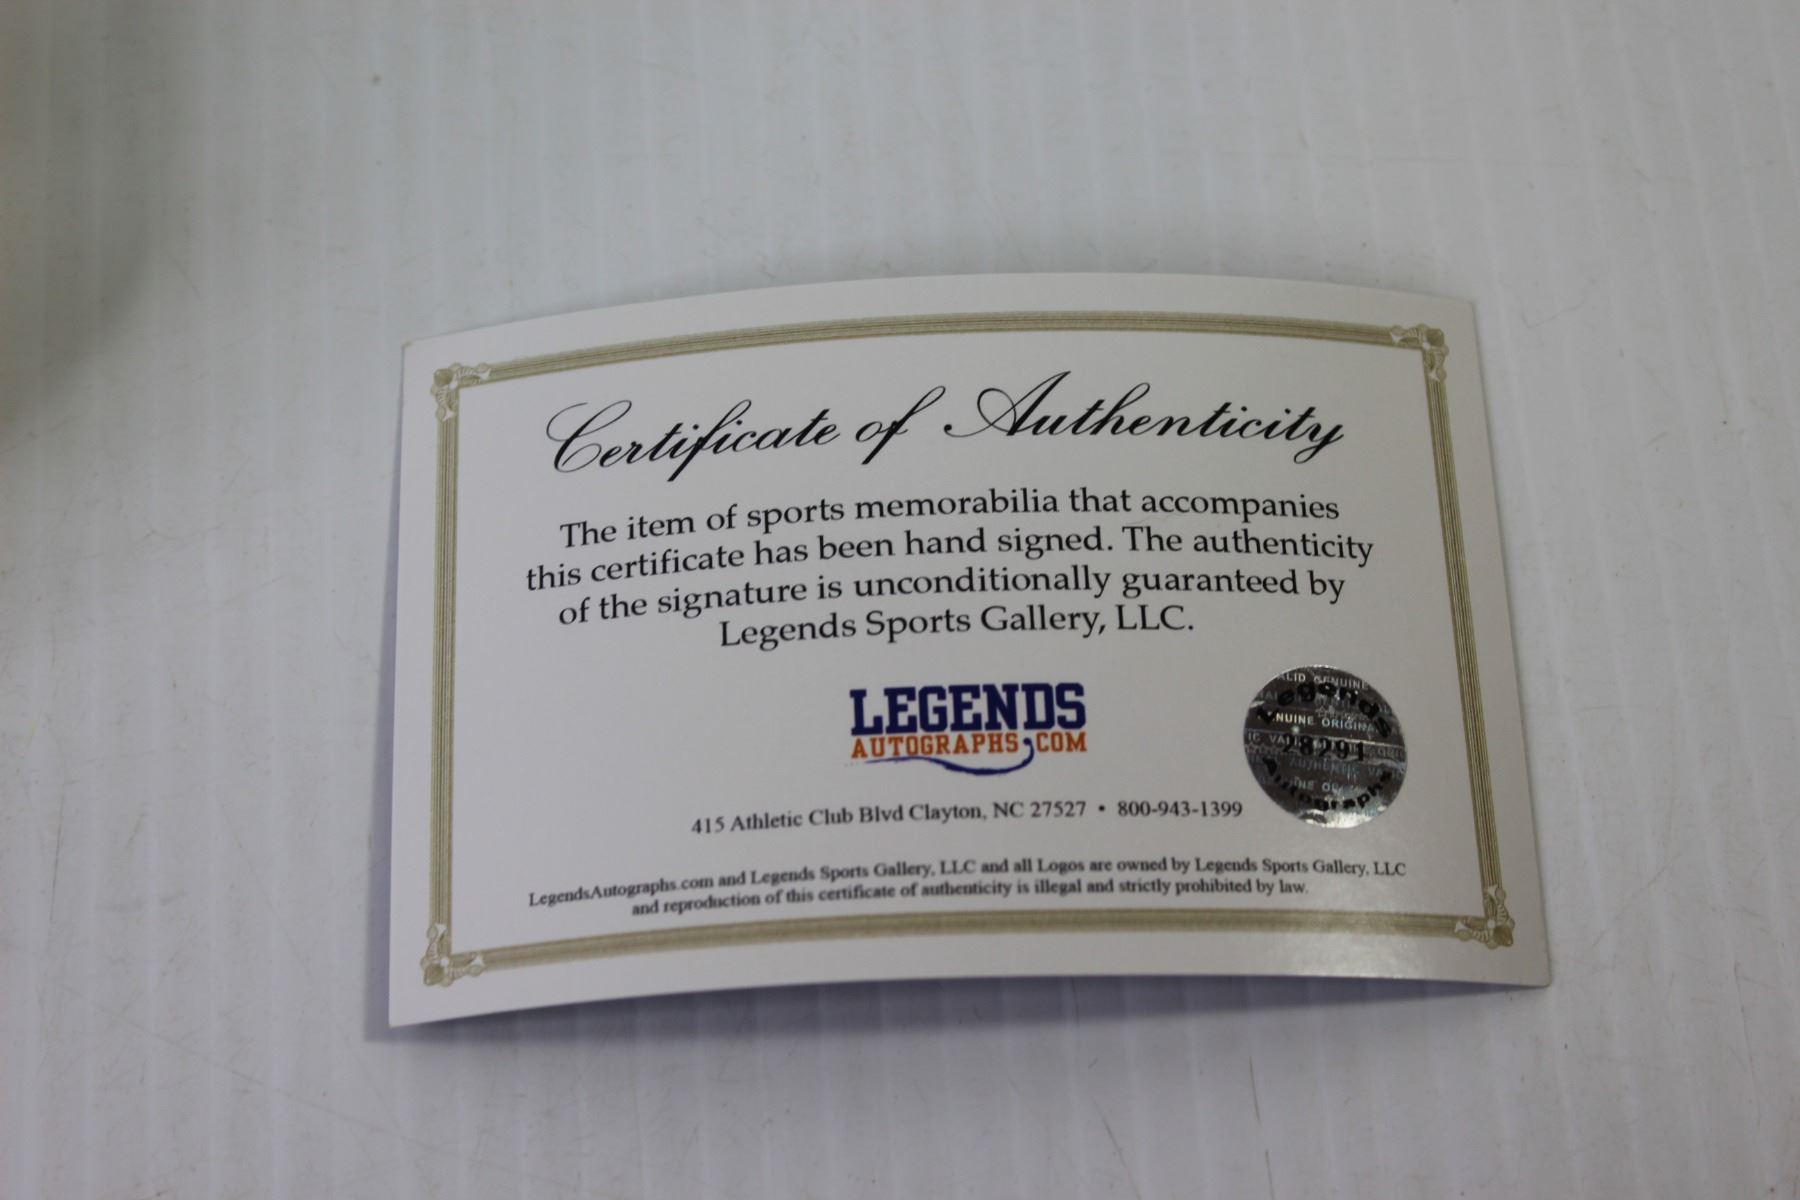 Certificate of Authenticity
The item of sports memorabilia that accompanies
this certificate has been hand signed. The authenticity
of the signature is unconditionally guaranteed by
Legends Sports Gallery, LLC.
LEGENDS
AUTOGRAPHS.COM
Legends
28291
Autographs
415 Athletic Club Blvd Clayton, NC 27527 • 800-943-1399
LegendsAutographs.com and Legends Sports Gallery, LLC and all Logos are owned by Legends Sports Gallery, LLC
and reproduction of this certificate of authenticity is illegal and strictly prohibited by law.